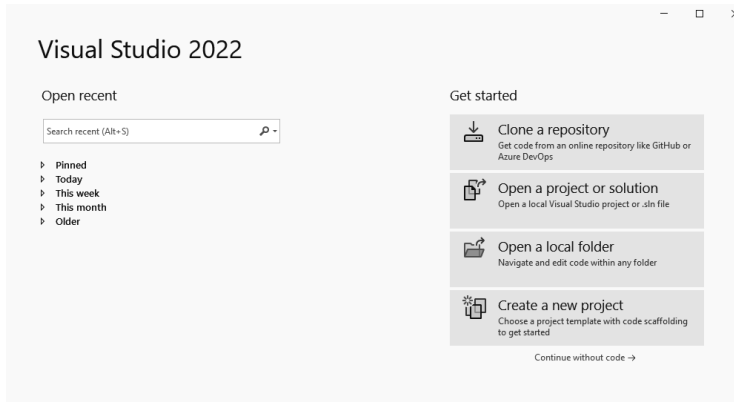 Visual Studio 2022
Open recent
Search recent (Alt+S)
Pinned
Today
This week
This month
Older
Get started
Clone a repository
Get code from an online repository like GitHub or
Azure DevOps
Open a project or solution
Open a local Visual Studio project or .sln file
Open a local folder
Navigate and edit code within any folder
Create a new project
Choose a project template with code scaffolding
to get started
Continue without code →